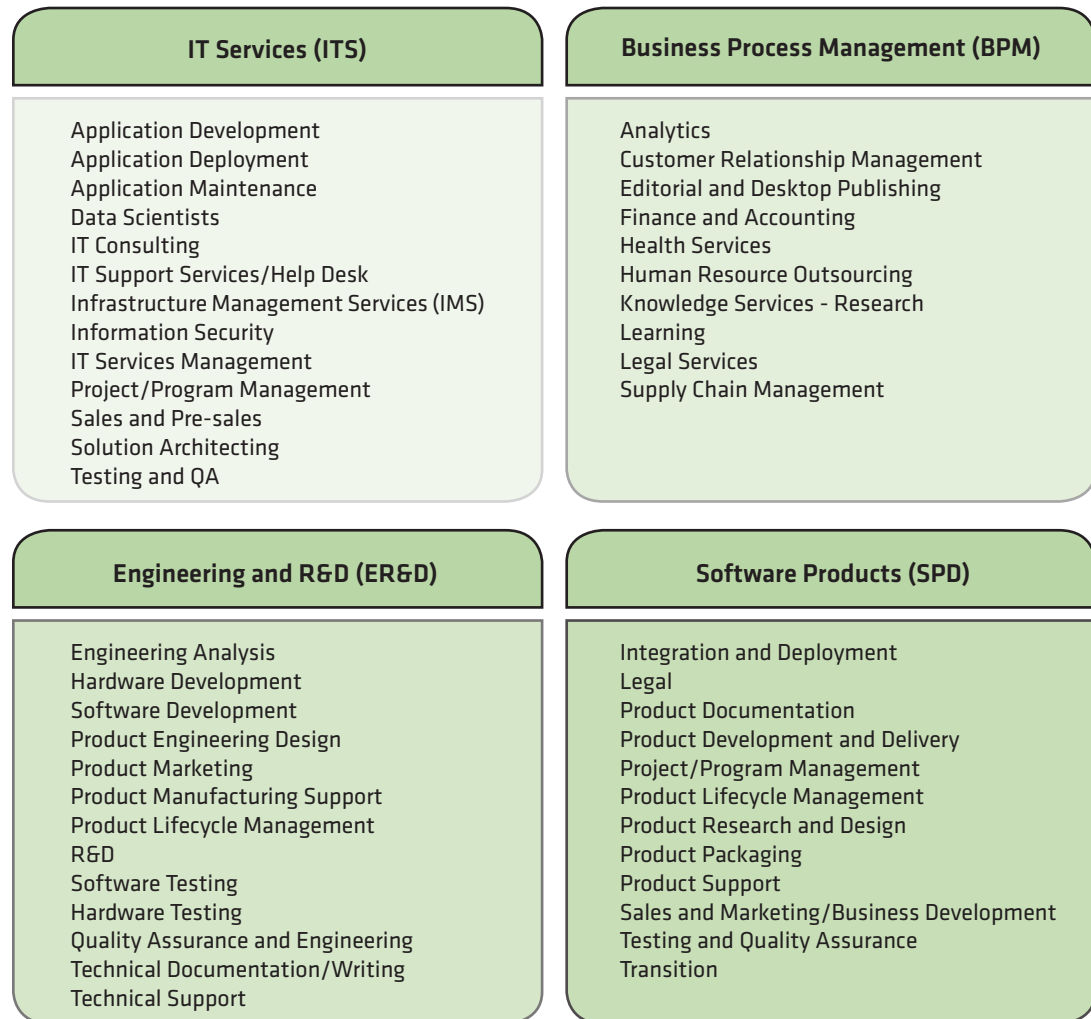 IT Services (ITS)
Application Development
Application Deployment
Application Maintenance
Data Scientists
IT Consulting
IT Support Services/Help Desk
Infrastructure Management Services (IMS)
Information Security
IT Services Management
Project/Program Management
Sales and Pre-sales
Solution Architecting
Testing and QA
Business Process Management (BPM)
Analytics
Customer Relationship Management
Editorial and Desktop Publishing
Finance and Accounting
Health Services
Human Resource Outsourcing
Knowledge Services - Research
Learning
Legal Services
Supply Chain Management
Engineering and R&D (ER&D)
Engineering Analysis
Hardware Development
Software Development
Product Engineering Design
Product Marketing
Product Manufacturing Support
Product Lifecycle Management
R&D
Software Testing
Hardware Testing
Quality Assurance and Engineering
Technical Documentation/Writing
Technical Support
Software Products (SPD)
Integration and Deployment
Legal
Product Documentation
Product Development and Delivery
Project/Program Management
Product Lifecycle Management
Product Research and Design
Product Packaging
Product Support
Sales and Marketing/Business Development
Testing and Quality Assurance
Transition